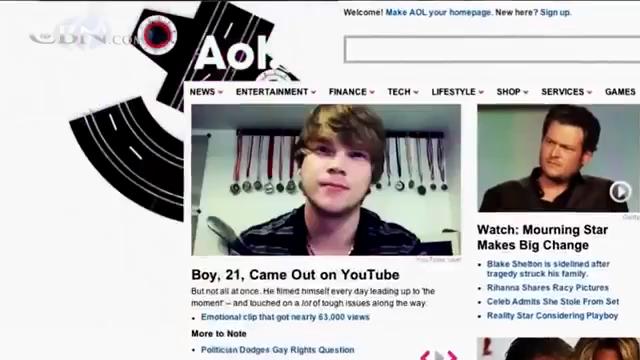 CBN.com
Welcome! Make AOL your homepage. New here? Sign up.
Aol.
NEWS ENTERTAINMENT FINANCE TECH LIFESTYLE SHOP SERVICES GAMES
Getty
YouTube user
Boy, 21, Came Out on YouTube
But not all at once. He filmed himself every day leading up to 'the
moment' -- and touched on a lot of tough issues along the way.
• Emotional clip that got nearly 63,000 views
More to Note
• Politician Dodges Gay Rights Question
Watch: Mourning Star
Makes Big Change
• Blake Shelton is sidelined after
tragedy struck his family.
• Rihanna Shares Racy Pictures
• Celeb Admits She Stole From Set
• Reality Star Considering Playboy